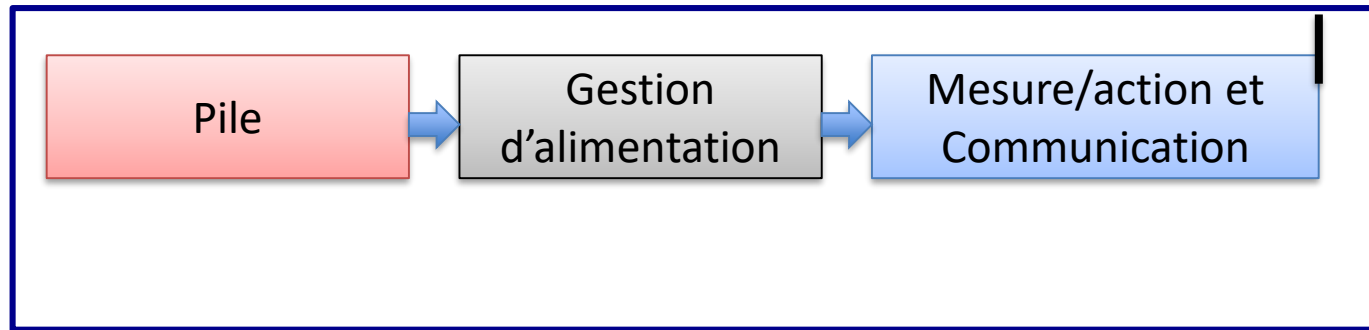 Pile
Gestion
d’alimentation
Mesure/action et
Communication